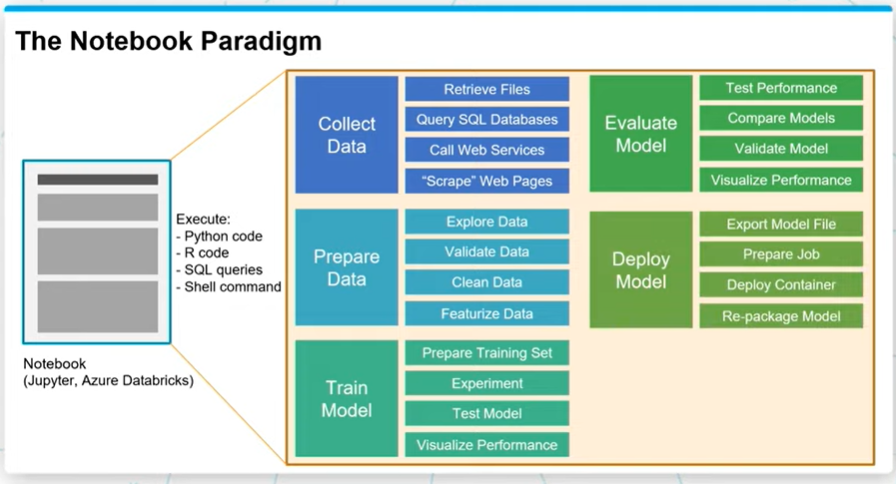 The Notebook Paradigm
Execute:
- Python code
- R code
- SQL queries
- Shell command
Notebook
(Jupyter, Azure Databricks)
Collect
Data
Retrieve Files
Query SQL Databases
Call Web Services
“Scrape” Web Pages
Prepare
Data
Explore Data
Validate Data
Clean Data
Featurize Data
Train
Model
Prepare Training Set
Experiment
Test Model
Visualize Performance
Evaluate
Model
Test Performance
Compare Models
Validate Model
Visualize Performance
Deploy
Model
Export Model File
Prepare Job
Deploy Container
Re-package Model